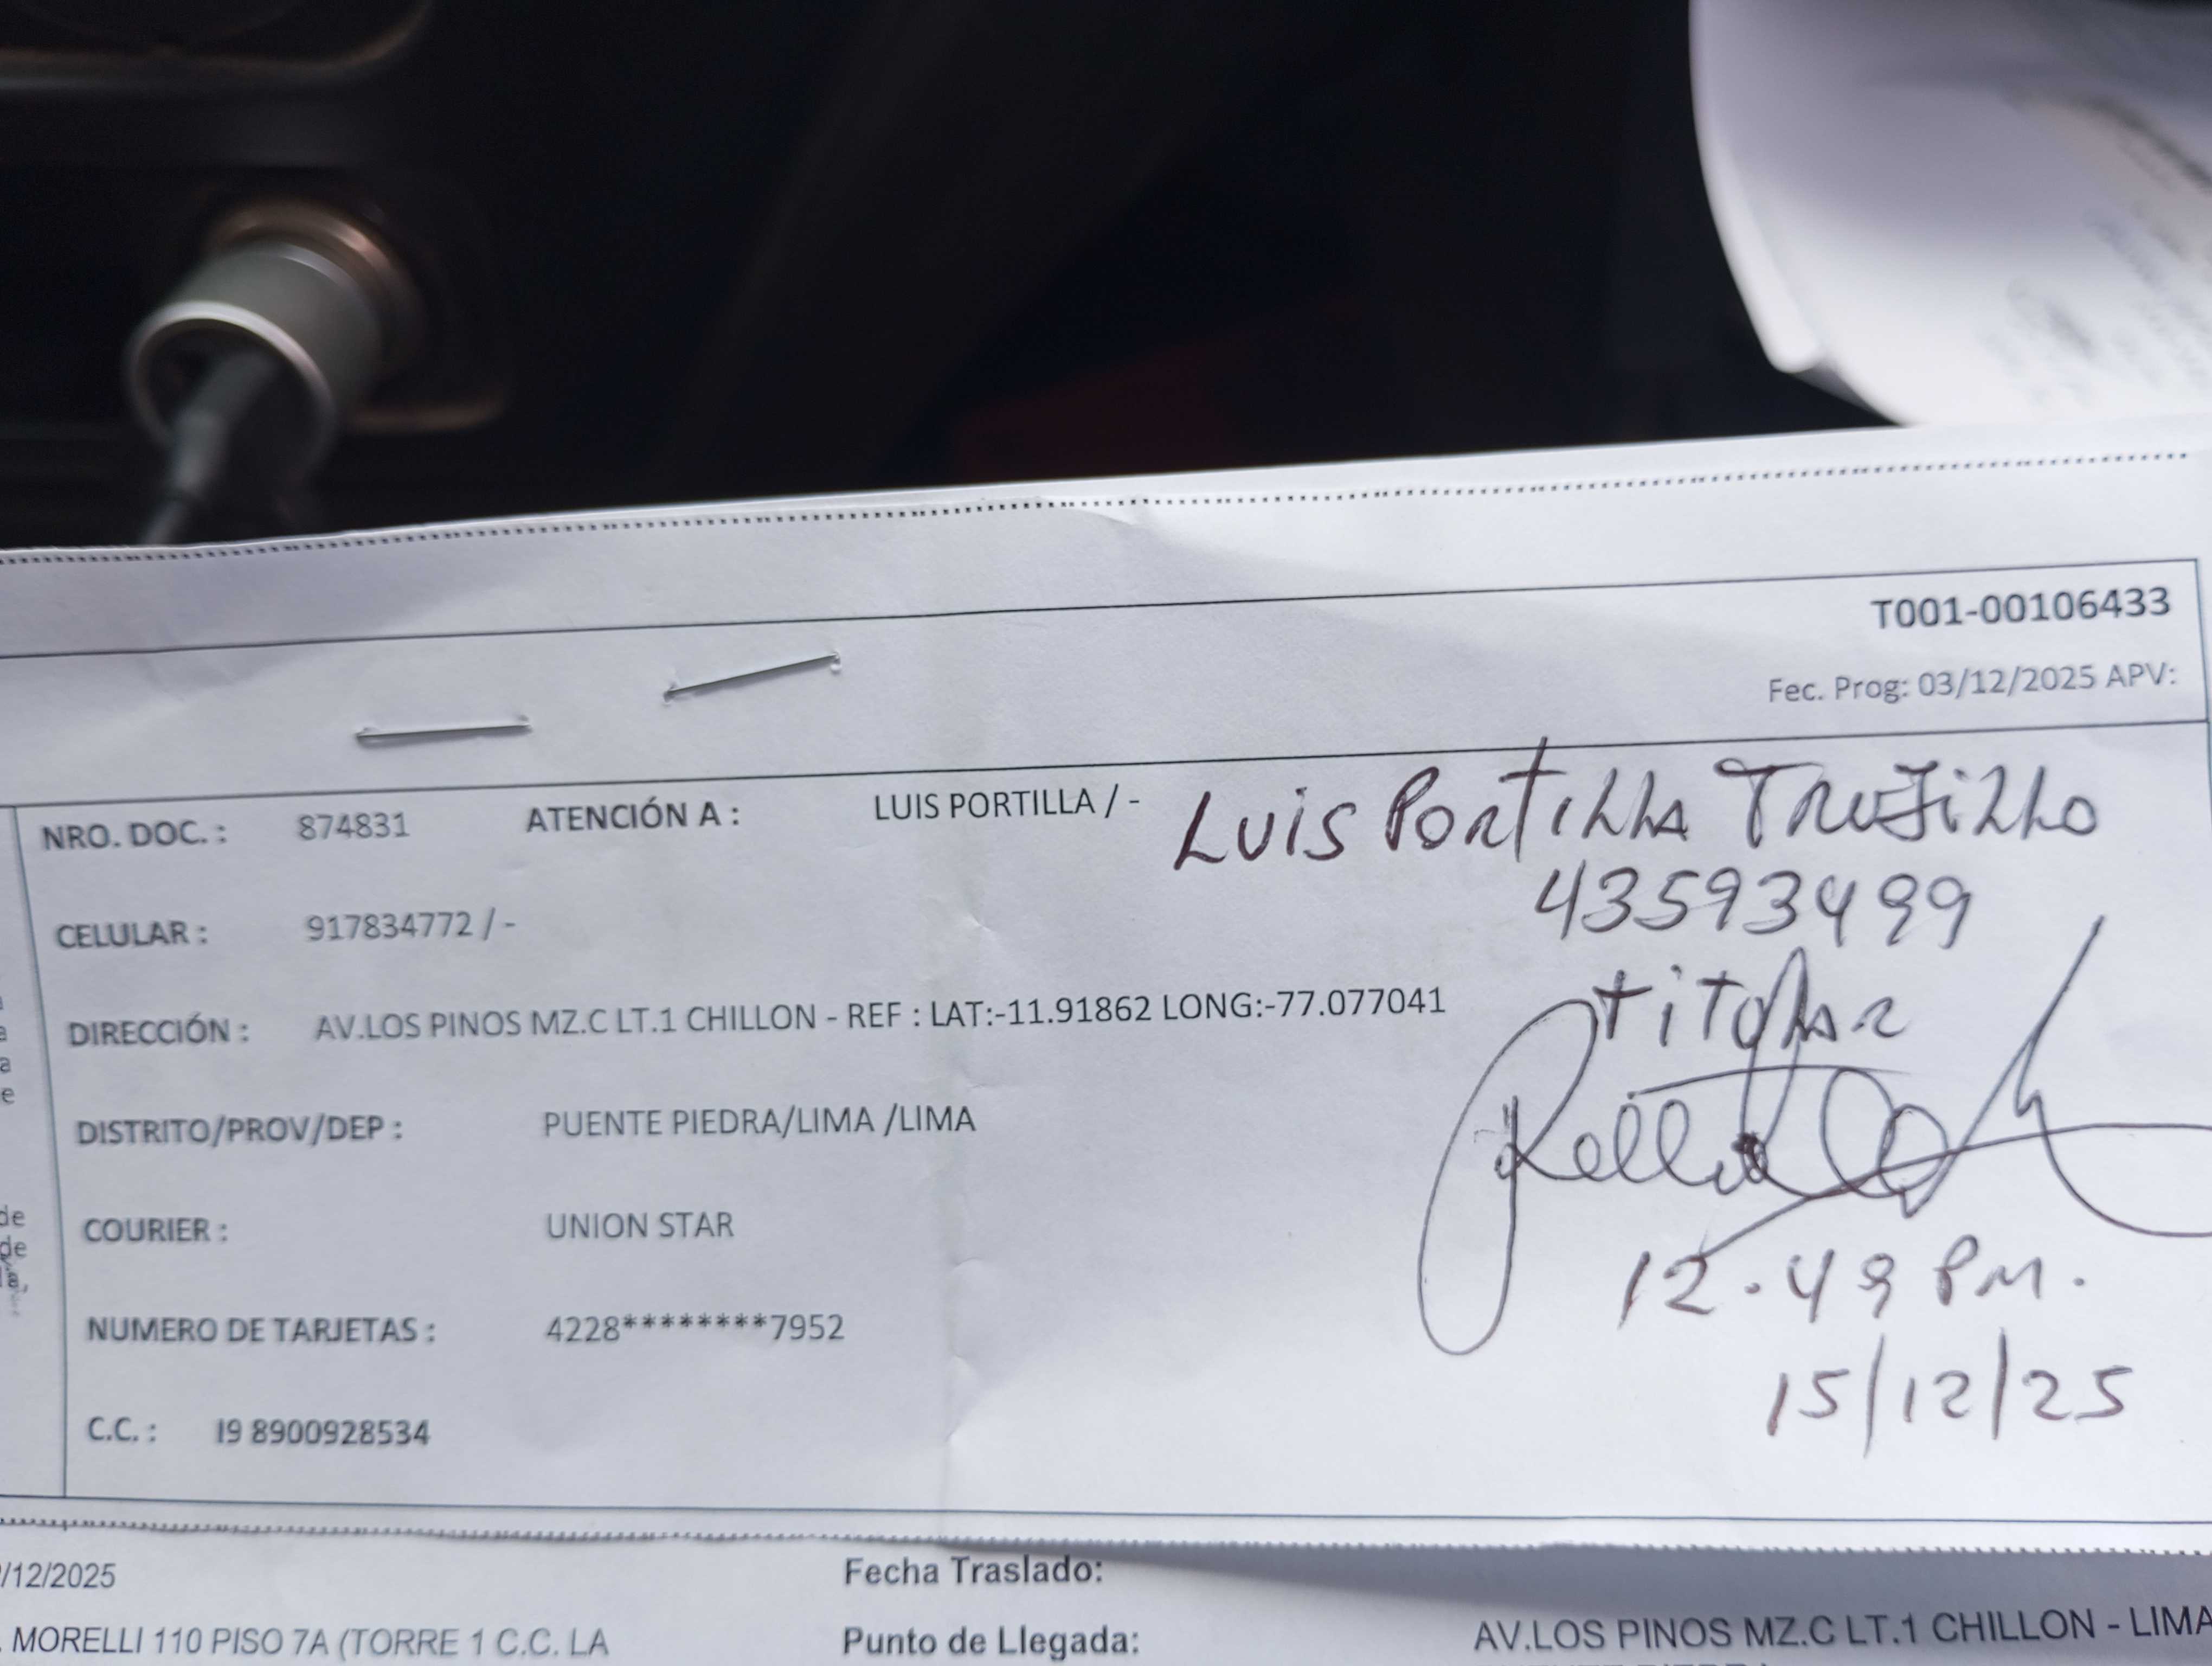 T001-00106433
Fec. Prog: 03/12/2025 APV:
NRO. DOC. : 874831 ATENCIÓN A : LUIS PORTILLA / -
Luis Portilla Trujillo
43593499
CELULAR : 917834772 / -
titular
DIRECCIÓN : AV.LOS PINOS MZ.C LT.1 CHILLON - REF : LAT:-11.91862 LONG:-77.077041
DISTRITO/PROV/DEP : PUENTE PIEDRA/LIMA /LIMA
COURIER : UNION STAR
12.49 PM.
NUMERO DE TARJETAS : 4228********7952
15/12/25
C.C. : I9 8900928534
/12/2025 Fecha Traslado:
. MORELLI 110 PISO 7A (TORRE 1 C.C. LA Punto de Llegada: AV.LOS PINOS MZ.C LT.1 CHILLON - LIMA